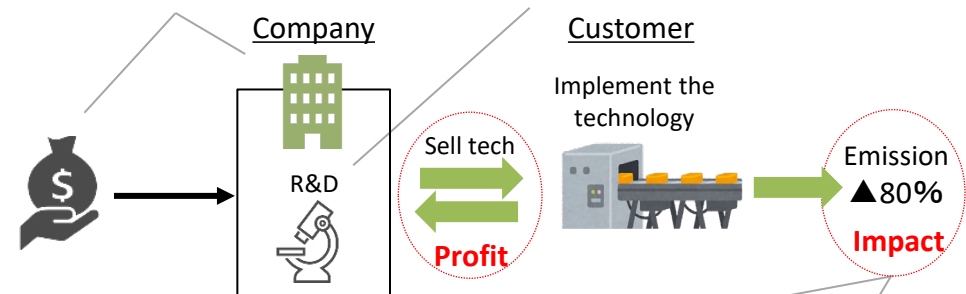 Company
Customer
Implement the
technology
Sell tech
Emission
▲80%
R&D
$
Profit
Impact